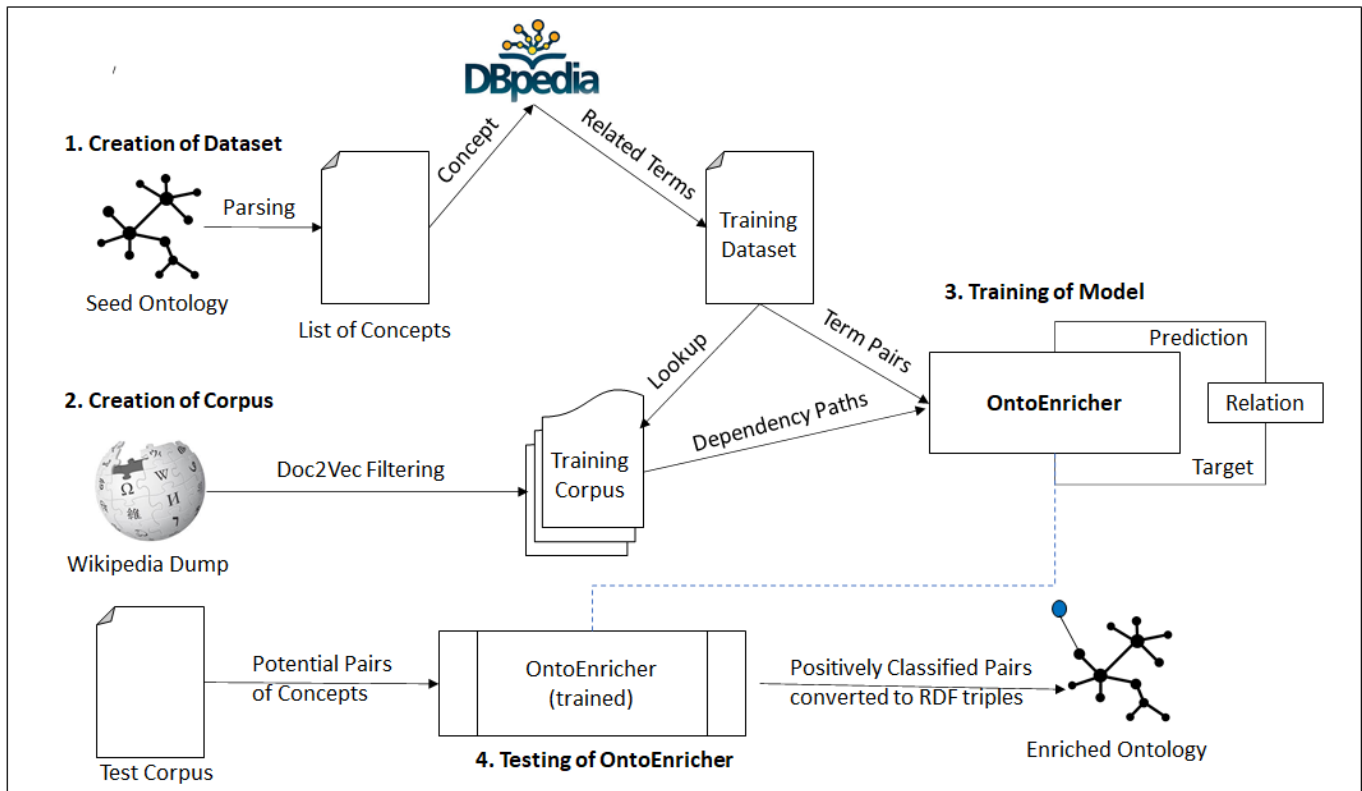 DBpedia
1. Creation of Dataset
Concept
Related Terms
Parsing
Training
Dataset
Seed Ontology
List of Concepts
3. Training of Model
Prediction
Term Pairs
Lookup
OntoEnricher
Relation
2. Creation of Corpus
Dependency Paths
Target
Doc2Vec Filtering
Training
Corpus
Ω
W
И
Wikipedia Dump
Potential Pairs
of Concepts
OntoEnricher
(trained)
Positively Classified Pairs
converted to RDF triples
Enriched Ontology
Test Corpus
4. Testing of OntoEnricher